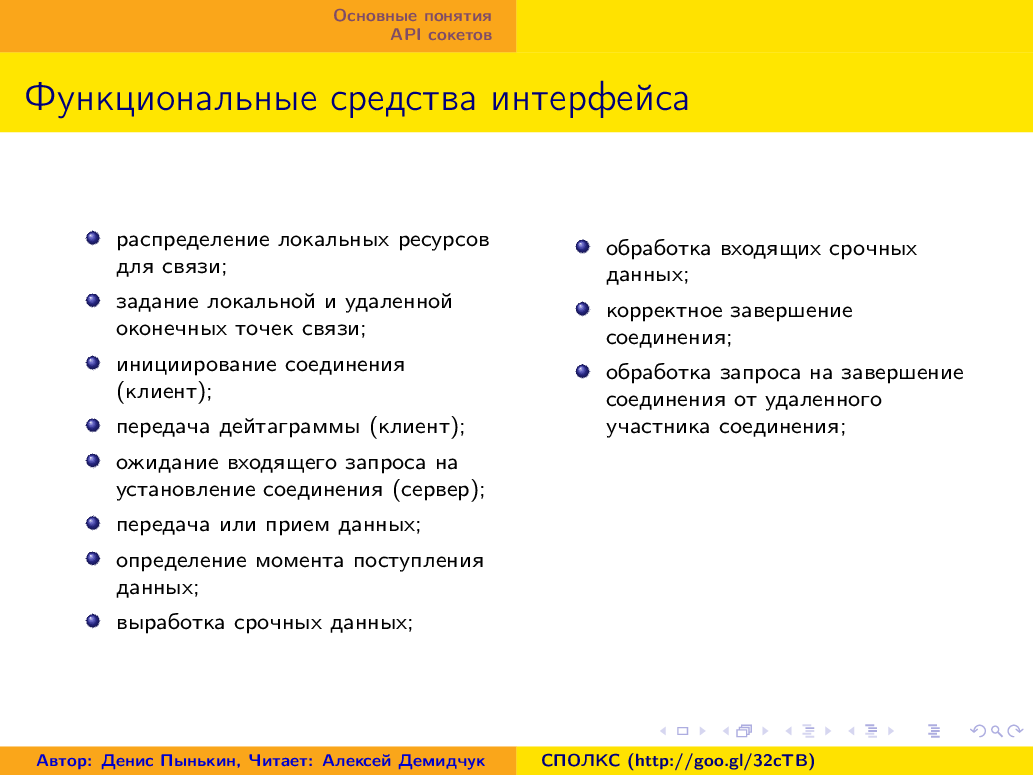 Основные понятия
API сокетов
Функциональные средства интерфейса
распределение локальных ресурсов
для связи;
задание локальной и удаленной
оконечных точек связи;
инициирование соединения
(клиент);
передача дейтаграммы (клиент);
ожидание входящего запроса на
установление соединения (сервер);
передача или прием данных;
определение момента поступления
данных;
выработка срочных данных;
обработка входящих срочных
данных;
корректное завершение
соединения;
обработка запроса на завершение
соединения от удаленного
участника соединения;
Автор: Денис Пынькин, Читает: Алексей Демидчук
СПОЛКС (http://goo.gl/32cTB)